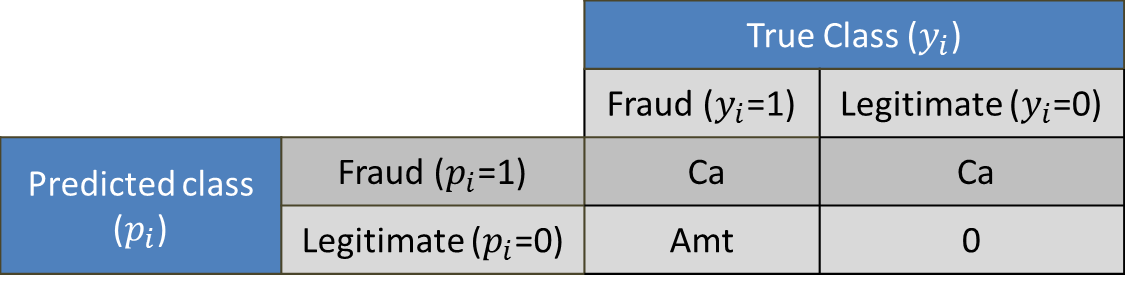 True Class (𝑦ᵢ)
Fraud (𝑦ᵢ=1) Legitimate (𝑦ᵢ=0)
Predicted class
(𝑝ᵢ)
Fraud (𝑝ᵢ=1) Ca Ca
Legitimate (𝑝ᵢ=0) Amt 0